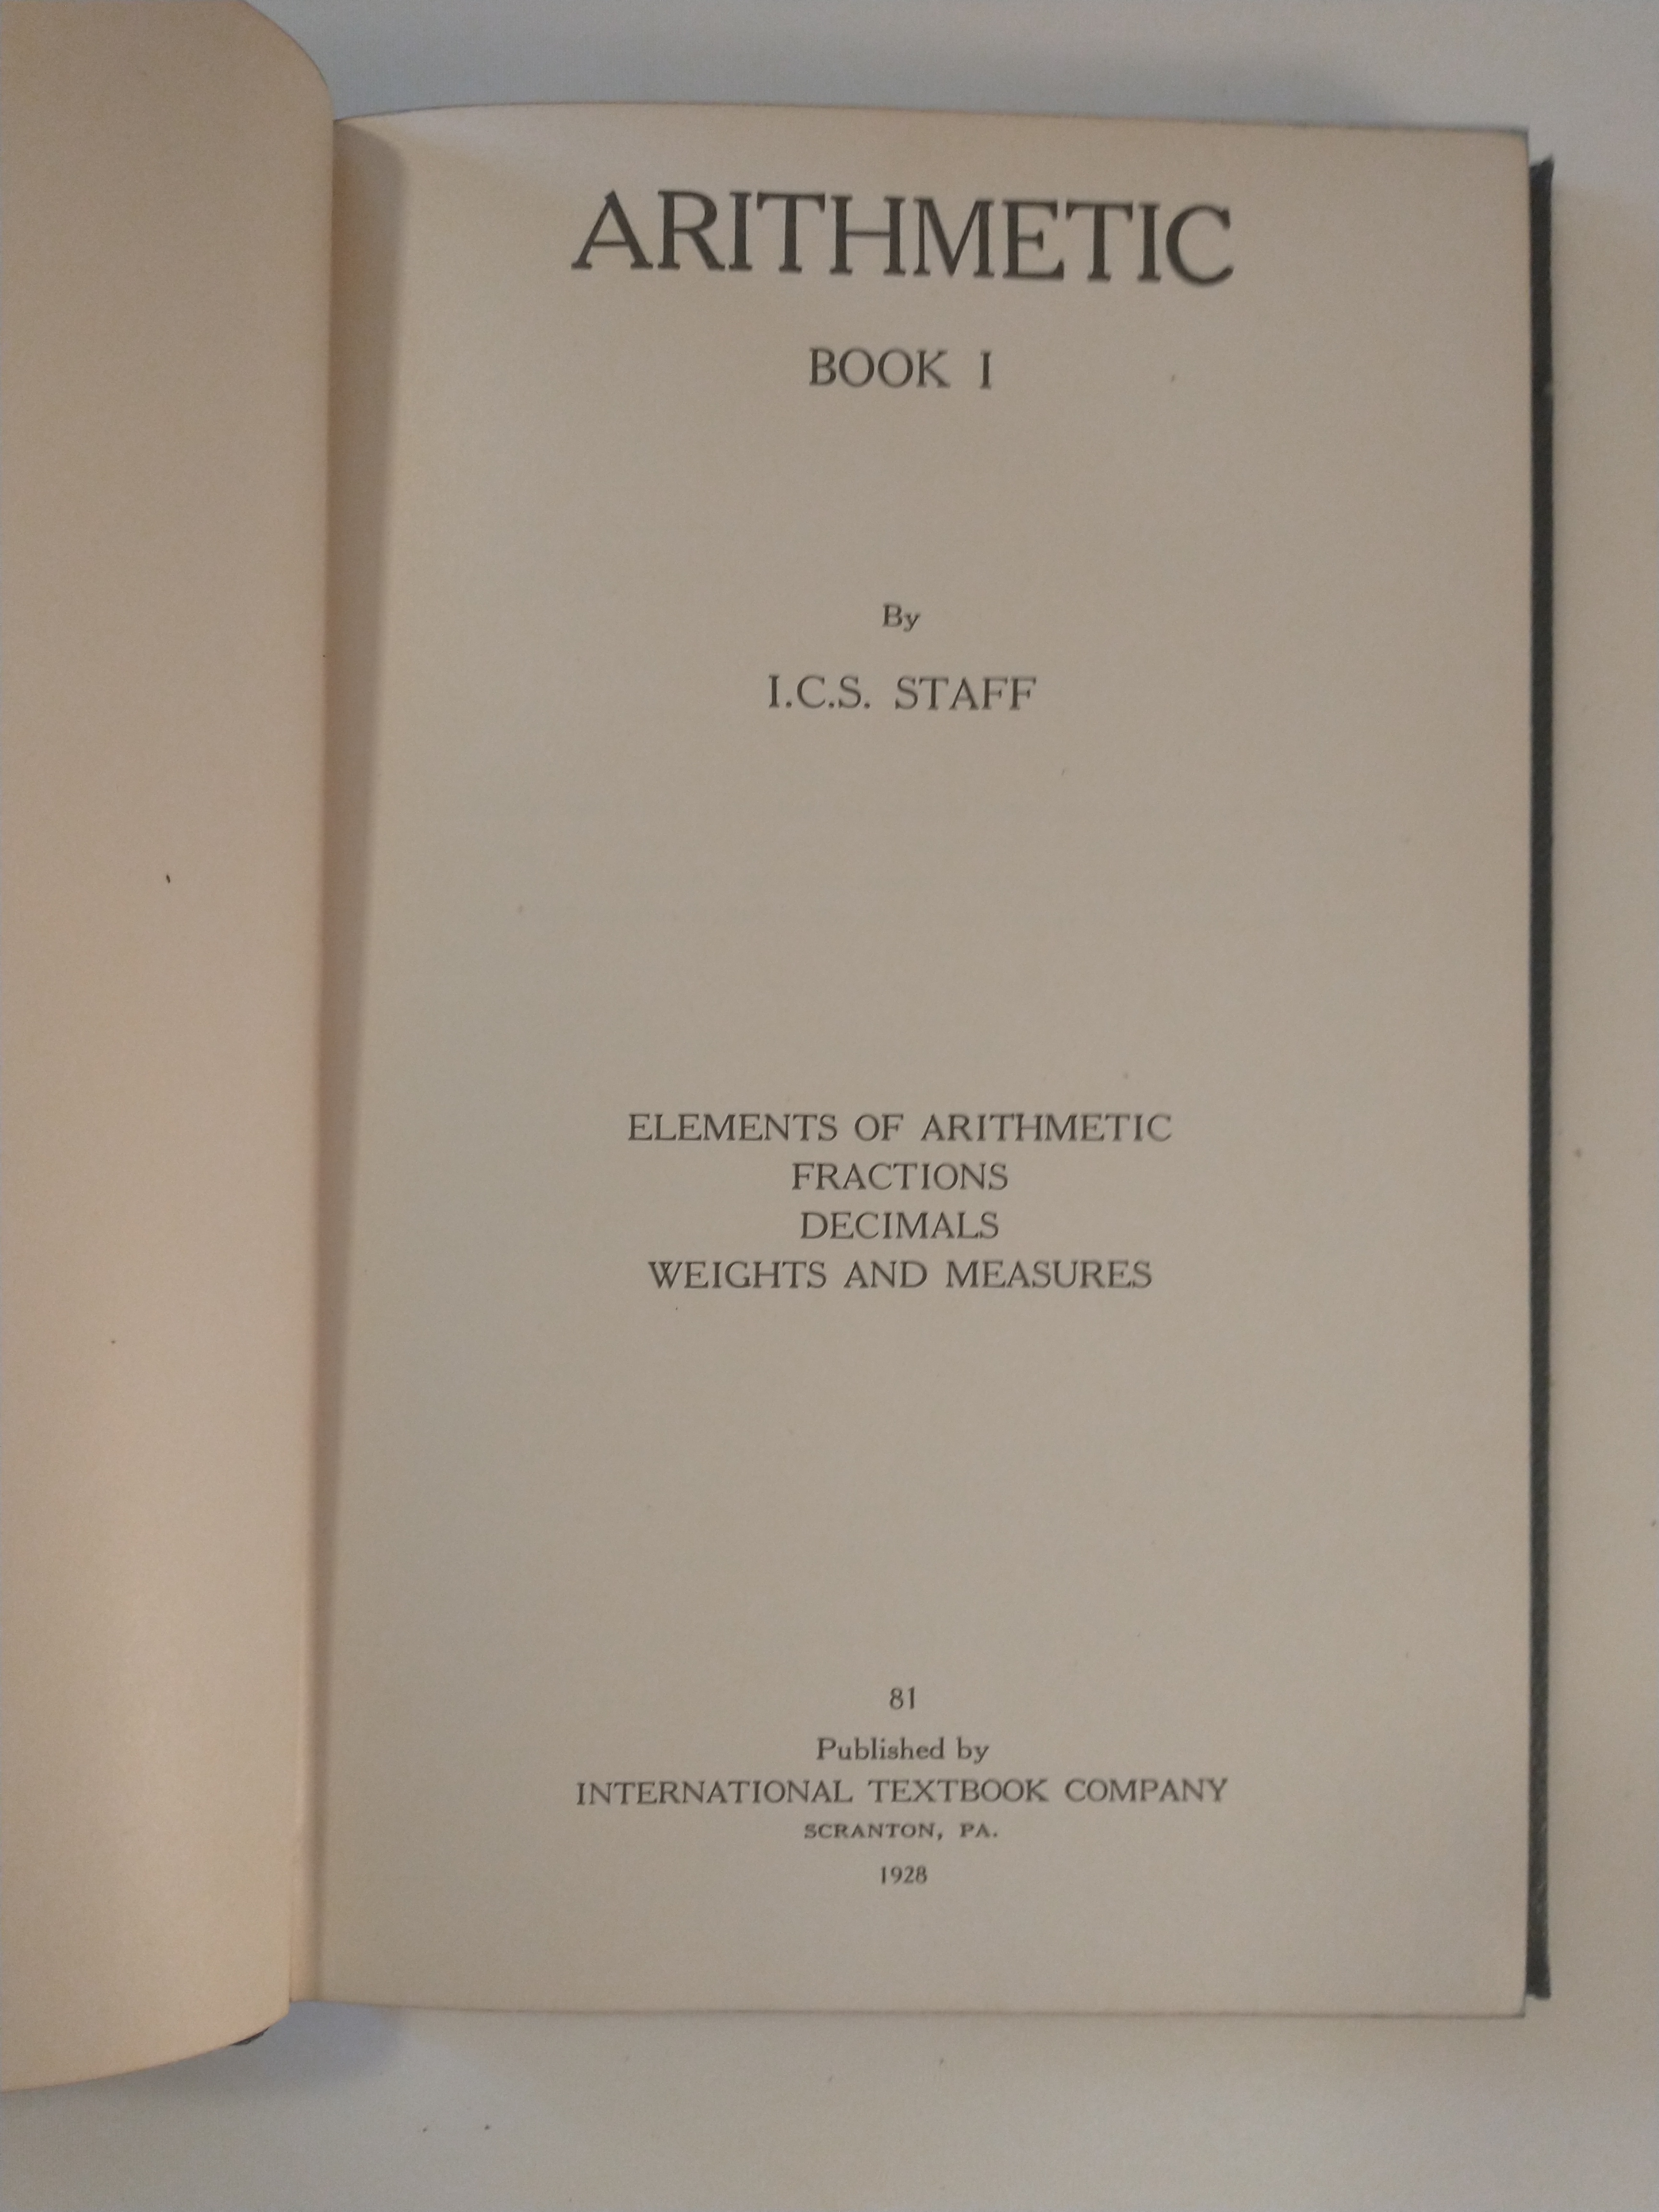 ARITHMETIC
BOOK I
By
I.C.S. STAFF
ELEMENTS OF ARITHMETIC
FRACTIONS
DECIMALS
WEIGHTS AND MEASURES
81
Published by
INTERNATIONAL TEXTBOOK COMPANY
SCRANTON, PA.
1928